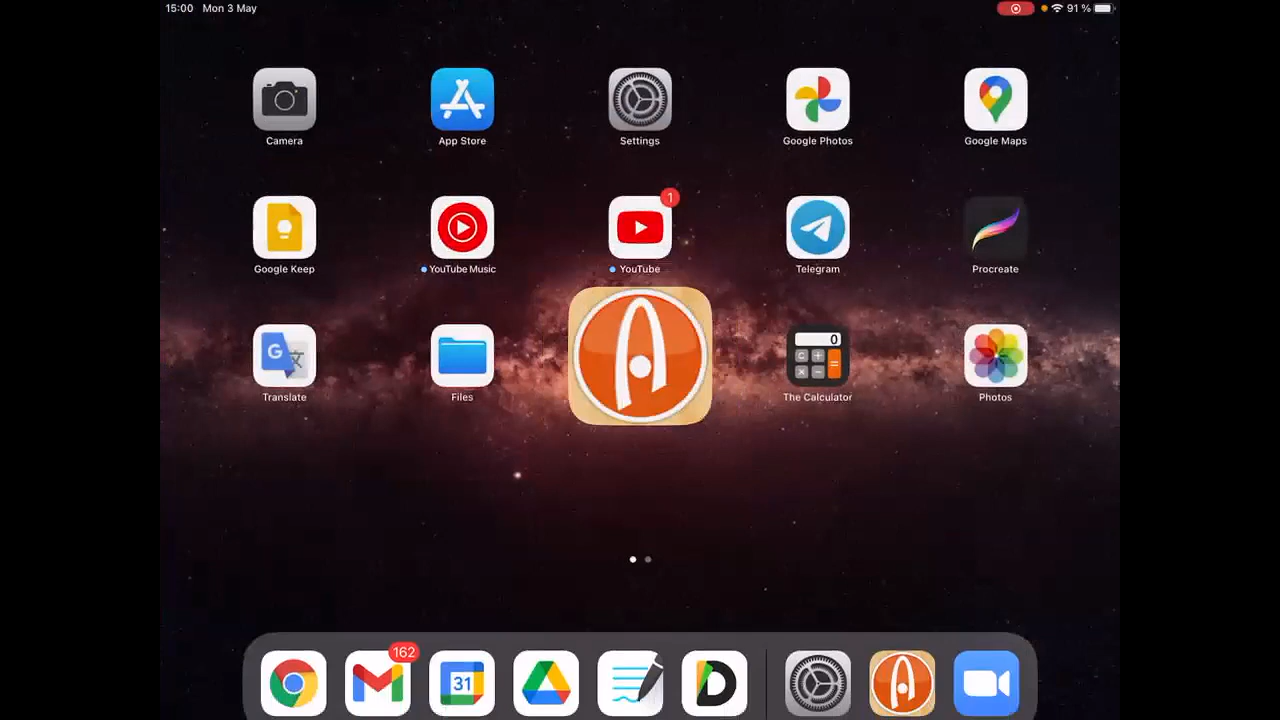 15:00 Mon 3 May 91 %
Camera App Store Settings Google Photos Google Maps
1
Google Keep YouTube Music YouTube Telegram Procreate
0
C + × − =
G 文
Translate Files The Calculator Photos
162
31